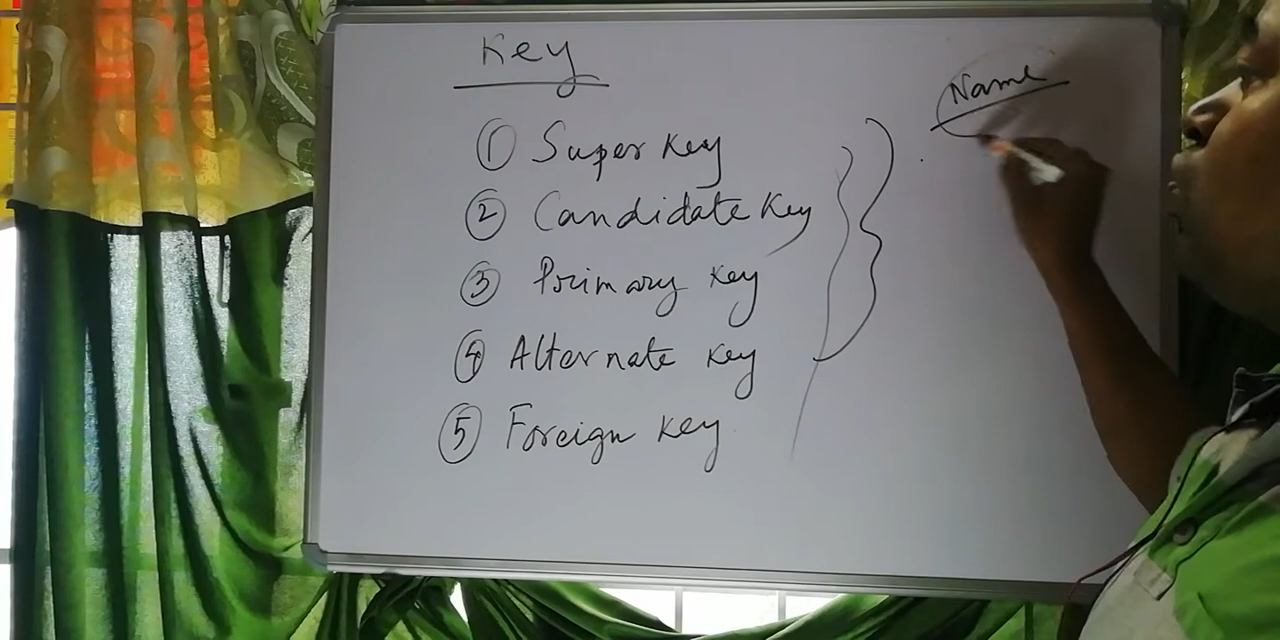 Key
① Super Key
② Candidate Key
③ Primary Key
④ Alternate Key
⑤ Foreign Key
Name